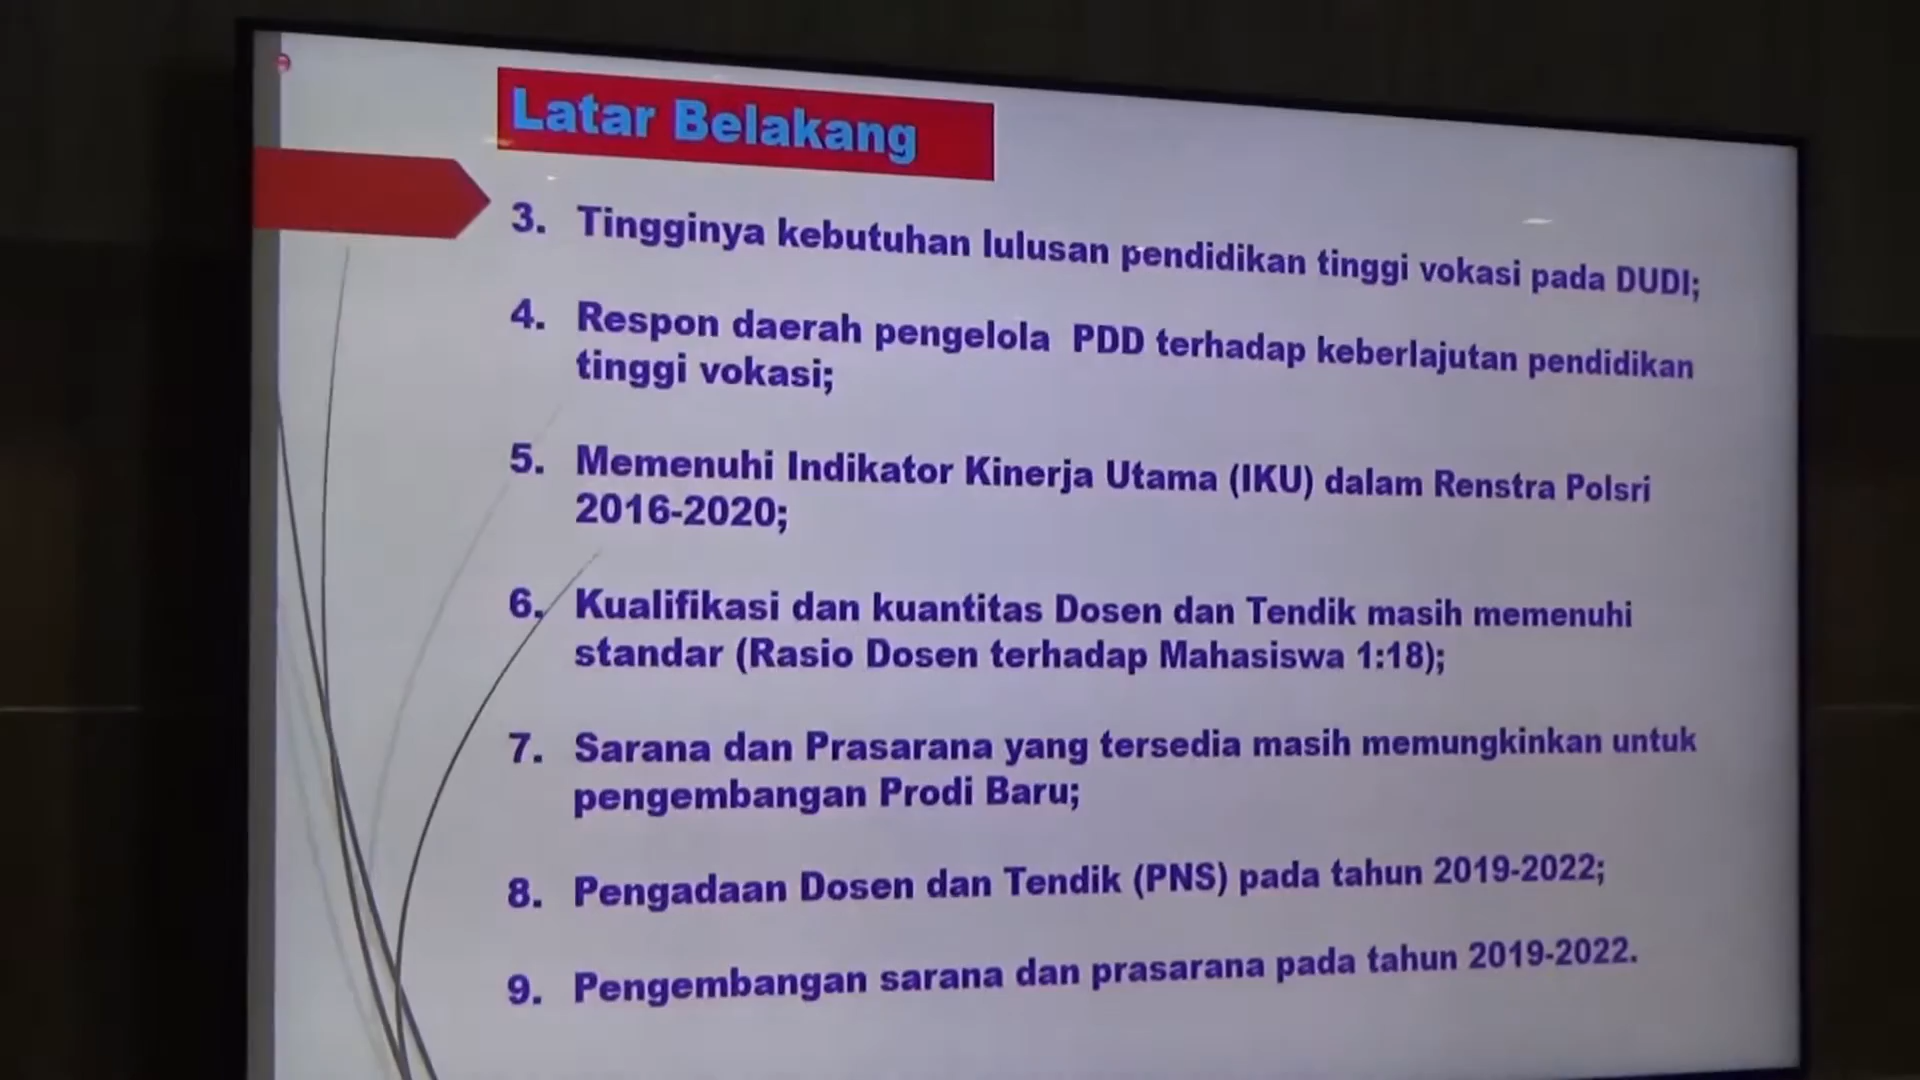 Latar Belakang
3. Tingginya kebutuhan lulusan pendidikan tinggi vokasi pada DUDI;
4. Respon daerah pengelola PDD terhadap keberlajutan pendidikan
tinggi vokasi;
5. Memenuhi Indikator Kinerja Utama (IKU) dalam Renstra Polsri
2016-2020;
6. Kualifikasi dan kuantitas Dosen dan Tendik masih memenuhi
standar (Rasio Dosen terhadap Mahasiswa 1:18);
7. Sarana dan Prasarana yang tersedia masih memungkinkan untuk
pengembangan Prodi Baru;
8. Pengadaan Dosen dan Tendik (PNS) pada tahun 2019-2022;
9. Pengembangan sarana dan prasarana pada tahun 2019-2022.